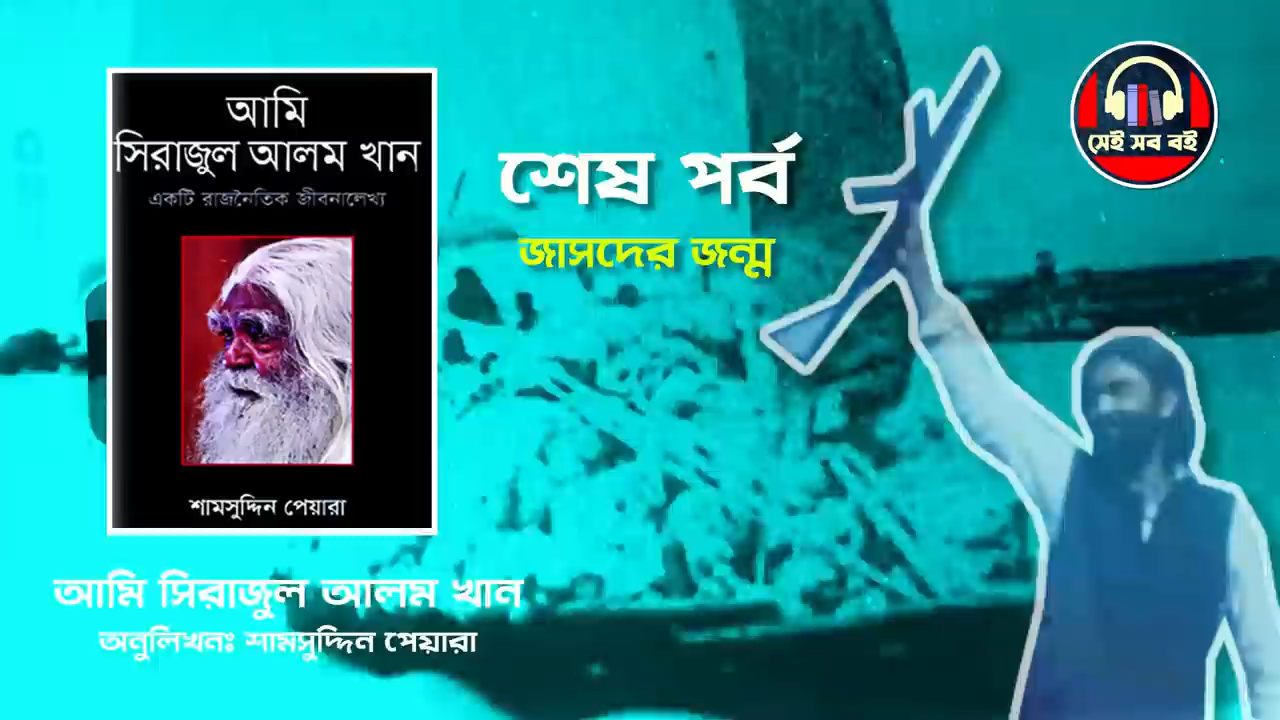 আমি
সিরাজুল আলম খান
একটি রাজনৈতিক জীবনালেখ্য
শামসুদ্দিন পেয়ারা
শেষ পর্ব
জাসদের জন্ম
সেই সব বই
আমি সিরাজুল আলম খান
অনুলিখনঃ শামসুদ্দিন পেয়ারা